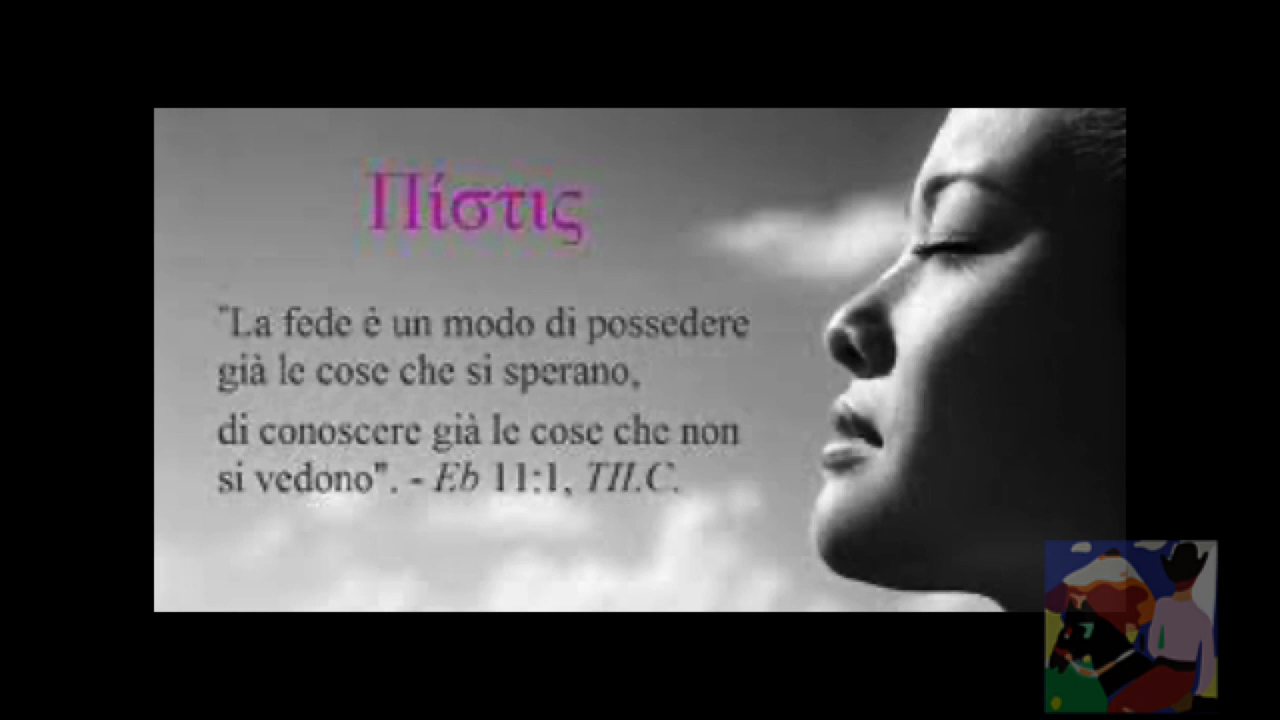 Πίστις
"La fede è un modo di possedere
già le cose che si sperano,
di conoscere già le cose che non
si vedono". - Eb 11:1, TILC.